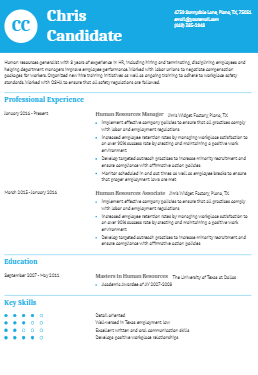 CC
Chris
Candidate
4759 Sunnydale Lane, Plano, TX, 75093
email@youremail.com
(469) 385-2948
Human resources generalist with 8 years of experience in HR, including hiring and terminating, disciplining employees and
helping department managers improve employee performance. Worked with labor unions to negotiate compensation
packages for workers. Organized new hire training initiatives as well as ongoing training to adhere to workplace safety
standards. Worked with OSHA to ensure that all safety regulations are followed.
Professional Experience
January 2016 - Present
Human Resources Manager Jim's Widget Factory, Plano, TX
Implement effective company policies to ensure that all practices comply
with labor and employment regulations
Increased employee retention rates by managing workplace satisfaction to
an over 90% success rate by creating and maintaining a positive work
environment
Develop targeted outreach practices to increase minority recruitment and
ensure compliance with affirmative action policies
Monitor scheduled in and out times as well as employee breaks to ensure
that proper employment laws are met
March 2015 - January 2016
Human Resources Associate Jim's Widget Factory, Plano, TX
Implement effective company policies to ensure that all practices comply
with labor and employment regulations
Increased employee retention rates by managing workplace satisfaction to
an over 90% success rate by creating and maintaining a positive work
environment
Develop targeted outreach practices to increase minority recruitment and
ensure compliance with affirmative action policies
Education
September 2007 - May 2011
Masters in Human Resources The University of Texas at Dallas
Academic Awardee of AY 2007-2008
Key Skills
Detail oriented
Well-versed in Texas employment law
Excellent written and oral communication skills
Develops positive workplace relationships